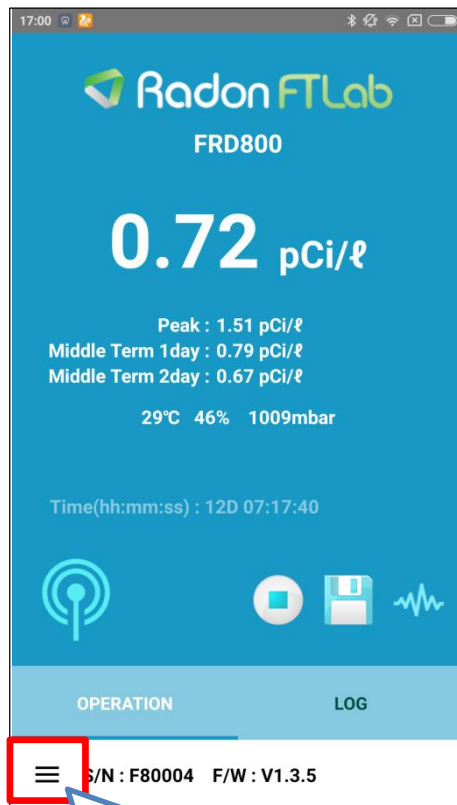 17:00
Radon FTLab
FRD800
0.72 pCi/ℓ
Peak : 1.51 pCi/ℓ
Middle Term 1day : 0.79 pCi/ℓ
Middle Term 2day : 0.67 pCi/ℓ
29℃ 46% 1009mbar
Time(hh:mm:ss) : 12D 07:17:40
OPERATION LOG
S/N : F80004 F/W : V1.3.5